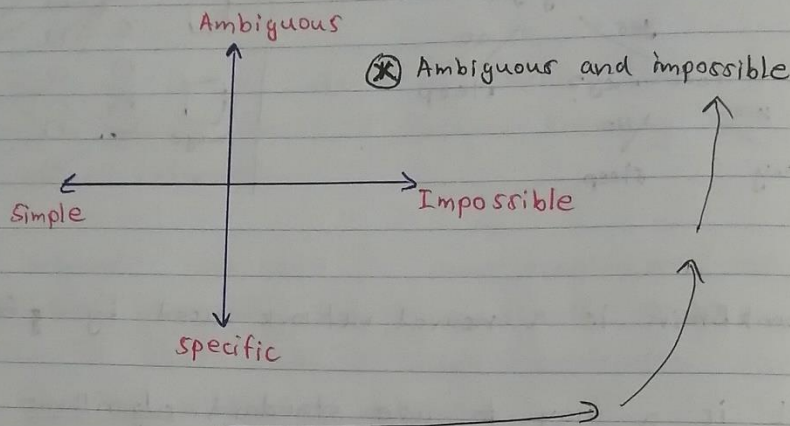 Ambiguous
Ⓧ Ambiguous and impossible
Simple
Impossible
specific